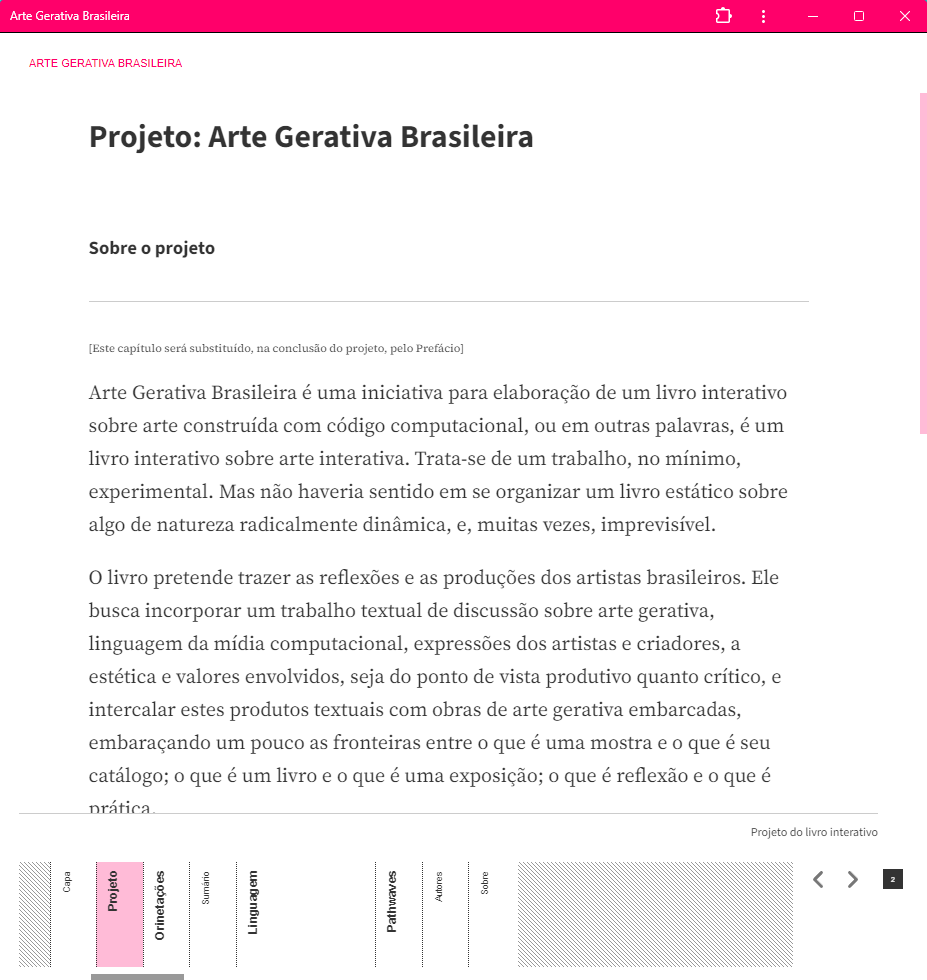 Arte Gerativa Brasileira
ARTE GERATIVA BRASILEIRA
Projeto: Arte Gerativa Brasileira
Sobre o projeto
[Este capítulo será substituído, na conclusão do projeto, pelo Prefácio]
Arte Gerativa Brasileira é uma iniciativa para elaboração de um livro interativo
sobre arte construída com código computacional, ou em outras palavras, é um
livro interativo sobre arte interativa. Trata-se de um trabalho, no mínimo,
experimental. Mas não haveria sentido em se organizar um livro estático sobre
algo de natureza radicalmente dinâmica, e, muitas vezes, imprevisível.
O livro pretende trazer as reflexões e as produções dos artistas brasileiros. Ele
busca incorporar um trabalho textual de discussão sobre arte gerativa,
linguagem da mídia computacional, expressões dos artistas e criadores, a
estética e valores envolvidos, seja do ponto de vista produtivo quanto crítico, e
intercalar estes produtos textuais com obras de arte gerativa embarcadas,
embaraçando um pouco as fronteiras entre o que é uma mostra e o que é seu
catálogo; o que é um livro e o que é uma exposição; o que é reflexão e o que é
prática.
Projeto do livro interativo
Capa
Projeto
Orinetações
Sumário
Linguagem
Pathwaves
Autores
Sobre
2